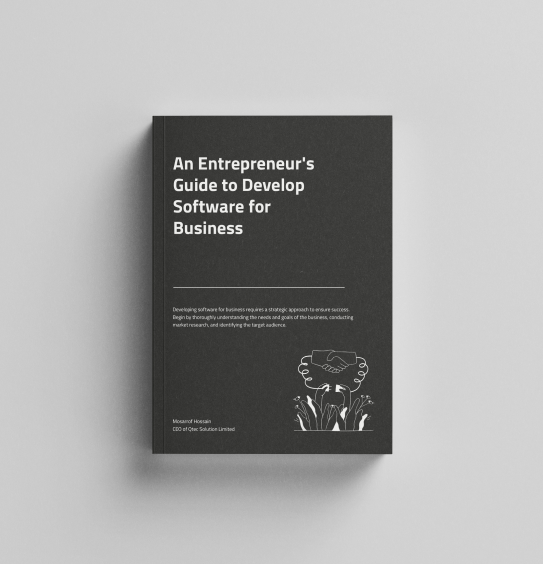 An Entrepreneur's
Guide to Develop
Software for
Business
Developing software for business requires a strategic approach to ensure success.
Begin by thoroughly understanding the needs and goals of the business, conducting
market research, and identifying the target audience.
Mosarrof Hossain
CEO of Qtec Solution Limited